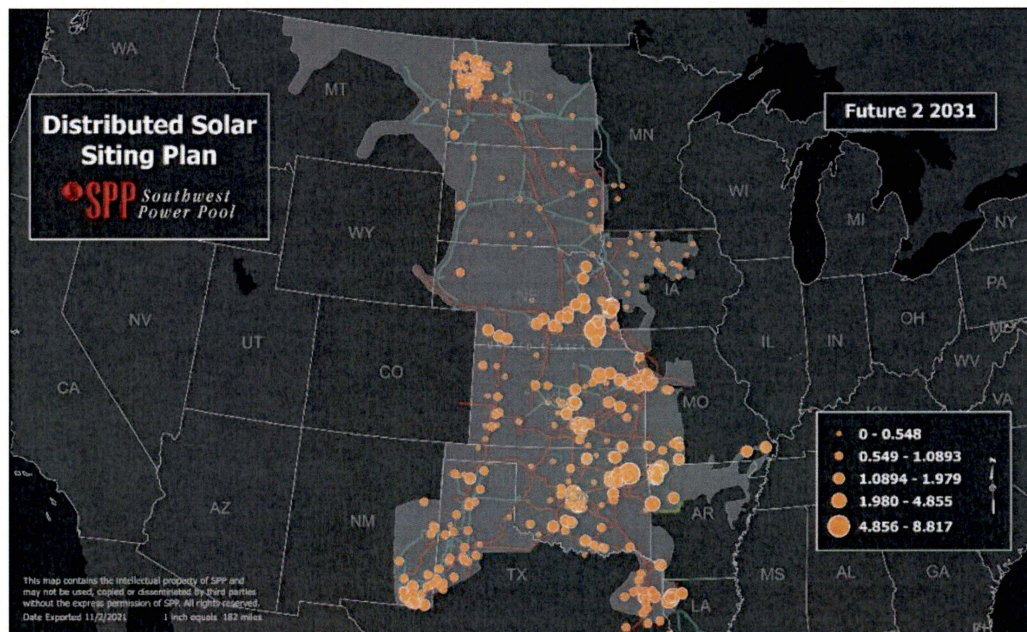 WA
MT
ND
MN
Distributed Solar
Siting Plan
SPP Southwest
Power Pool
Future 2 2031
WI
MI
NY
WY
IA
PA
NE
NV
UT
CO
IL
IN
OH
MD
WV
VA
CA
MO
KY
0 - 0.548
0.549 - 1.0893
1.0894 - 1.979
1.980 - 4.855
4.856 - 8.817
AZ
NM
AR
TX
MS
AL
GA
LA
This map contains the intellectual property of SPP and
may not be used, copied or disseminated by third parties
without the express permission of SPP. All rights reserved.
Date Exported 11/2/2021 1 inch equals 182 miles